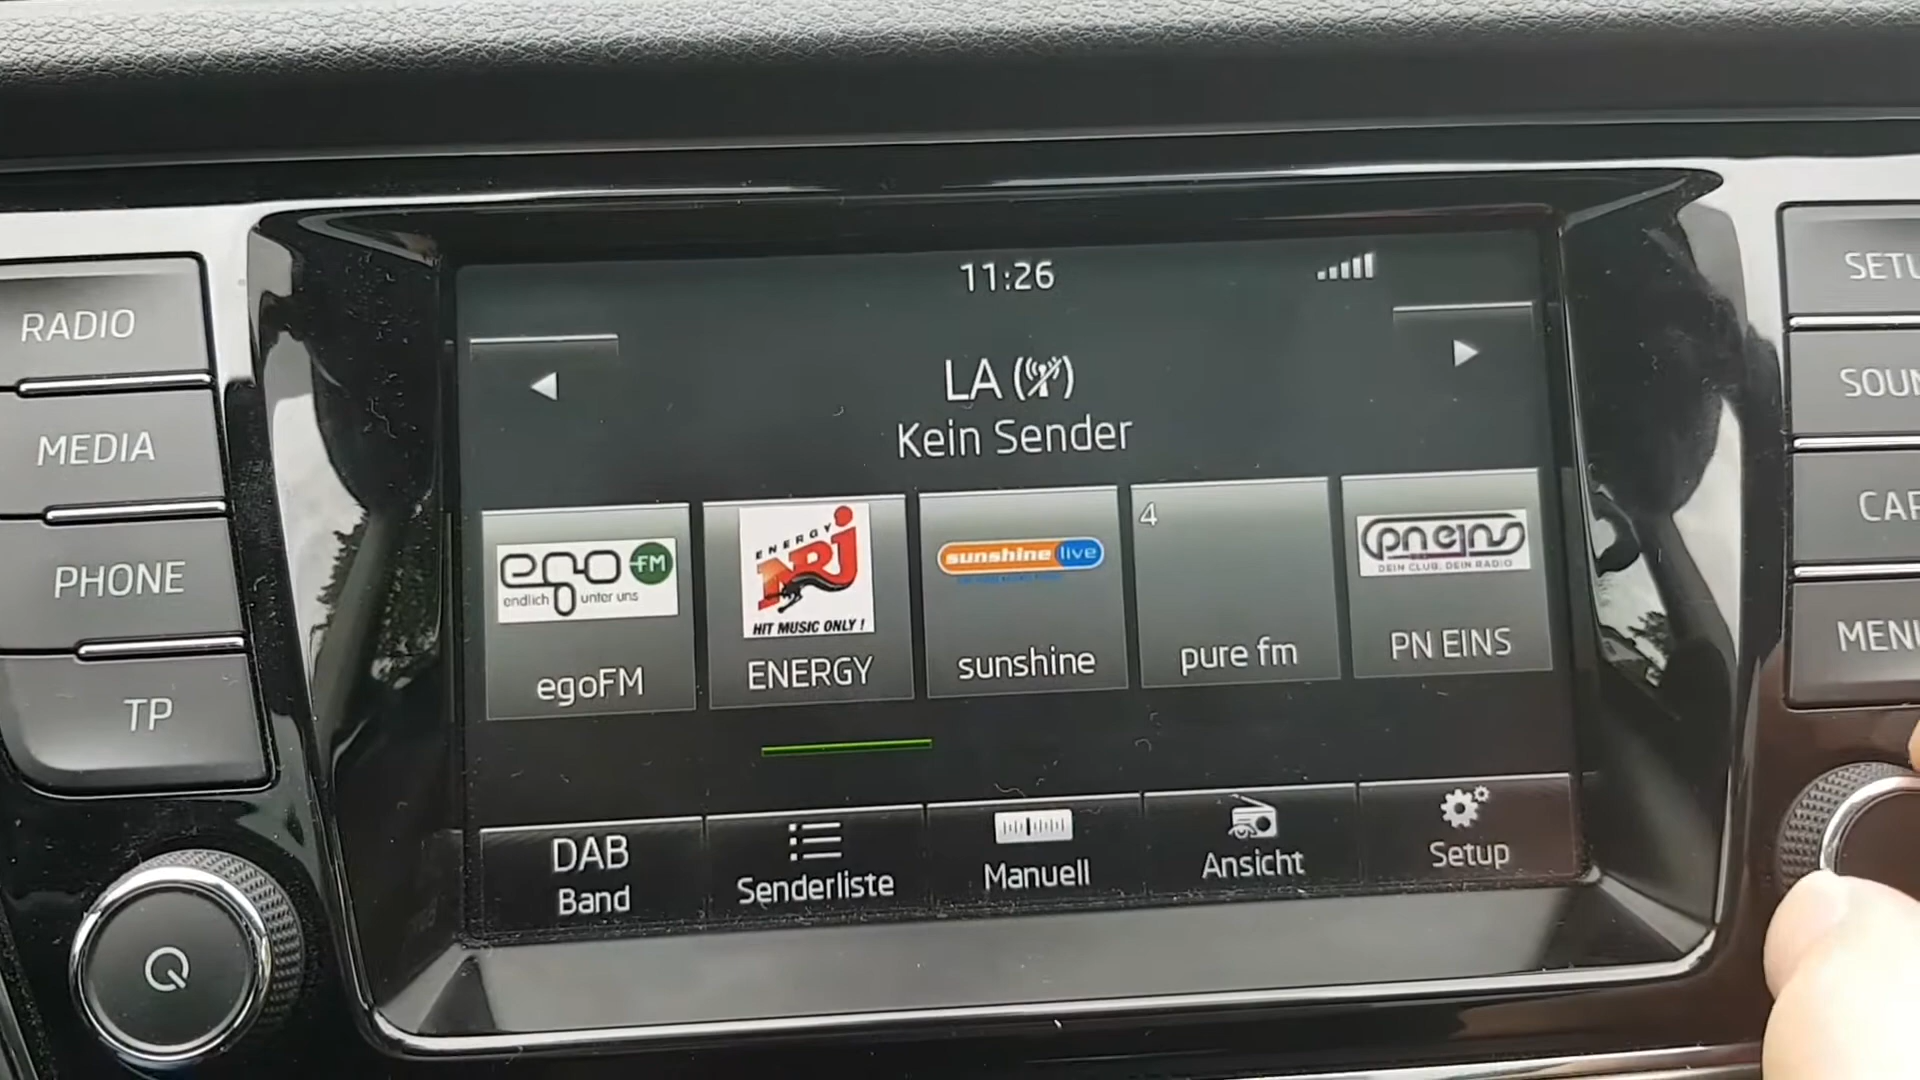 11:26
LA
Kein Sender
RADIO
MEDIA
PHONE
TP
SETU
SOUN
CAR
MENU
ego FM
endlich unter uns
egoFM
ENERGY
NRJ
HIT MUSIC ONLY !
ENERGY
sunshine live
sunshine
4
pure fm
pn eins
DEIN CLUB. DEIN RADIO
PN EINS
DAB
Band
Senderliste
Manuell
Ansicht
Setup